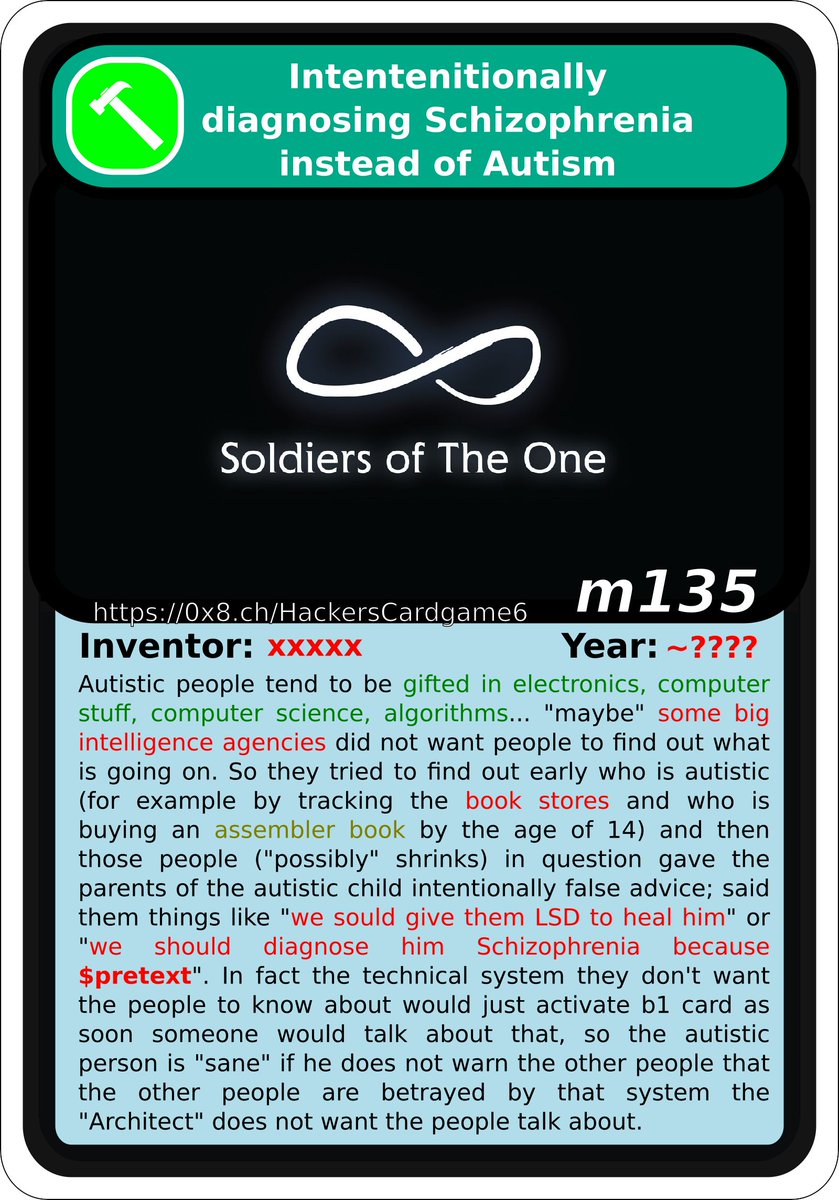 Intentenitionally
diagnosing Schizophrenia
instead of Autism
Soldiers of The One
m135
https://0x8.ch/HackersCardgame6
Inventor: xxxxx Year: ~????
Autistic people tend to be gifted in electronics, computer
stuff, computer science, algorithms... "maybe" some big
intelligence agencies did not want people to find out what
is going on. So they tried to find out early who is autistic
(for example by tracking the book stores and who is
buying an assembler book by the age of 14) and then
those people ("possibly" shrinks) in question gave the
parents of the autistic child intentionally false advice; said
them things like "we sould give them LSD to heal him" or
"we should diagnose him Schizophrenia because
$pretext". In fact the technical system they don't want
the people to know about would just activate b1 card as
soon someone would talk about that, so the autistic
person is "sane" if he does not warn the other people that
the other people are betrayed by that system the
"Architect" does not want the people talk about.